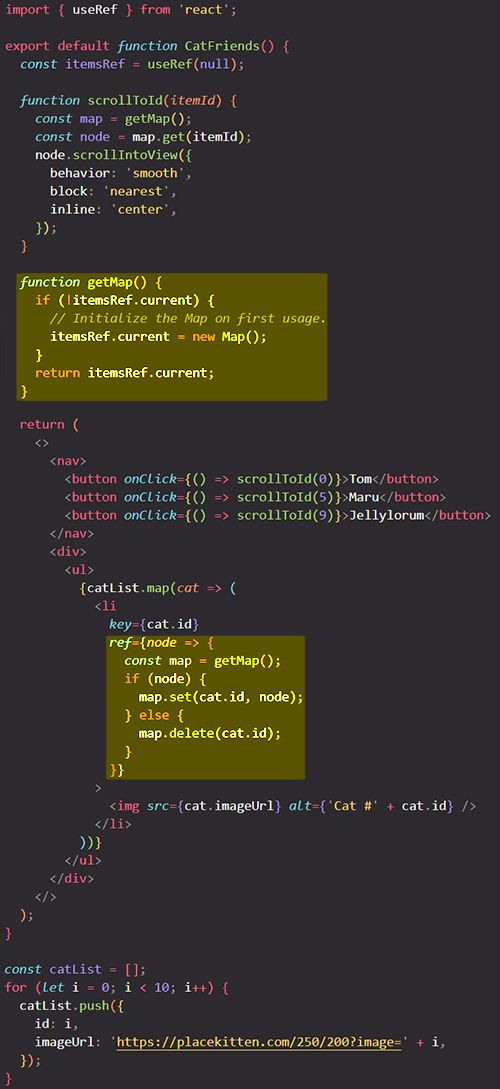 import { useRef } from 'react';
export default function CatFriends() {
const itemsRef = useRef(null);
function scrollToId(itemId) {
const map = getMap();
const node = map.get(itemId);
node.scrollIntoView({
behavior: 'smooth',
block: 'nearest',
inline: 'center',
});
}
function getMap() {
if (!itemsRef.current) {
// Initialize the Map on first usage.
itemsRef.current = new Map();
}
return itemsRef.current;
}
return (
<>
<nav>
<button onClick={() => scrollToId(0)}>Tom</button>
<button onClick={() => scrollToId(5)}>Maru</button>
<button onClick={() => scrollToId(9)}>Jellylorum</button>
</nav>
<div>
<ul>
{catList.map(cat => (
<li
key={cat.id}
ref={node => {
const map = getMap();
if (node) {
map.set(cat.id, node);
} else {
map.delete(cat.id);
}
}}
>
<img src={cat.imageUrl} alt={'Cat #' + cat.id} />
</li>
))}
</ul>
</div>
</>
);
}
const catList = [];
for (let i = 0; i < 10; i++) {
catList.push({
id: i,
imageUrl: 'https://placekitten.com/250/200?image=' + i,
});
}